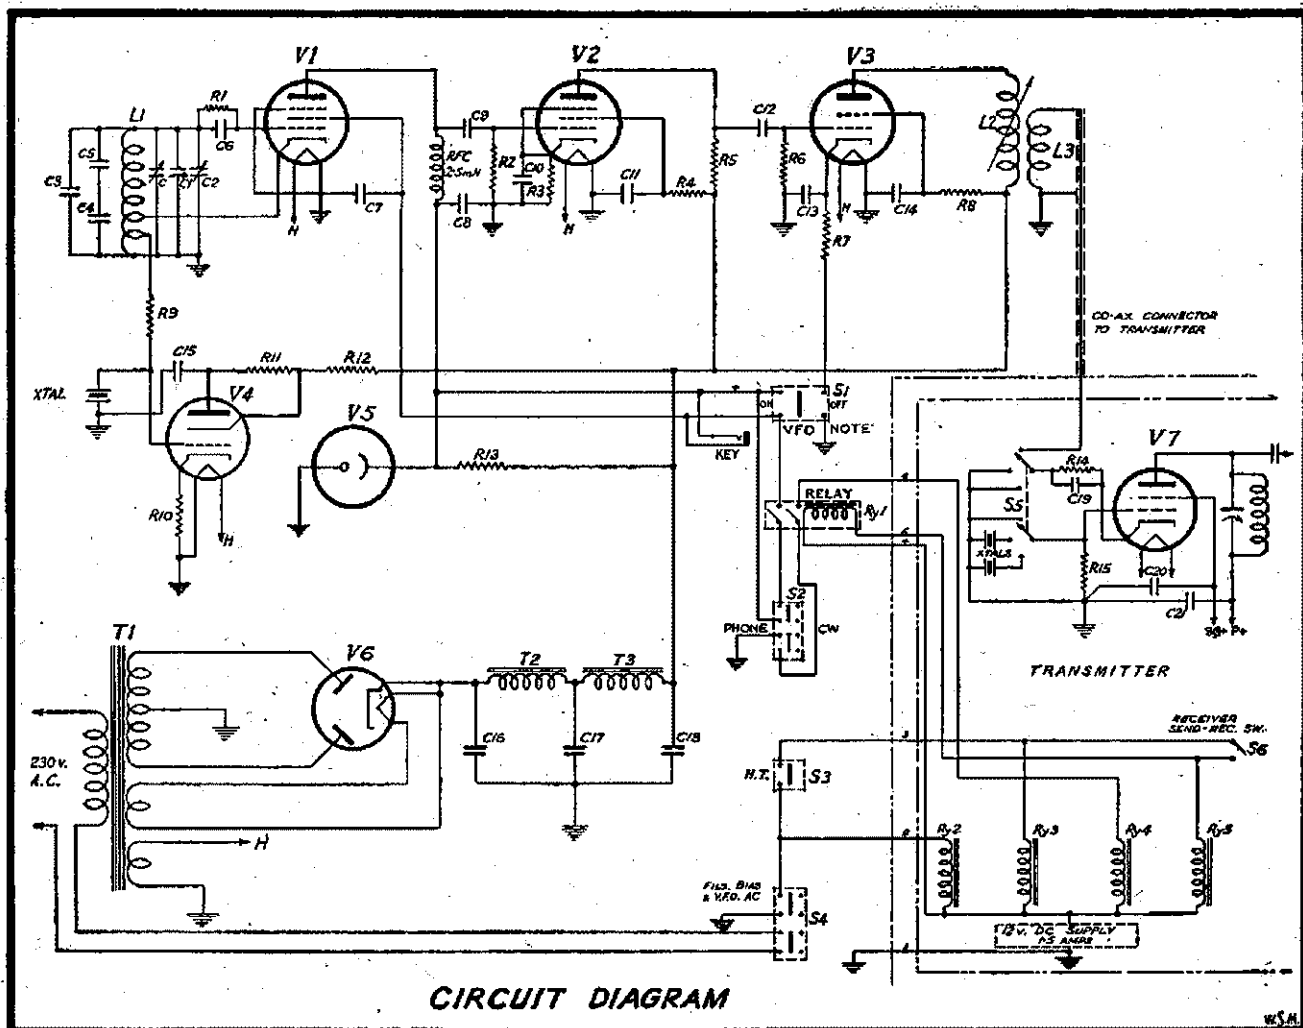 V1
V2
V3
R1
L1
C6
C5
C3
C4
C
C1
C2
H
C7
C9
RFC
2·5mH
R2
C10
R3
C8
H
C11
R4
R5
C12
R6
C13
H
R7
C14
R8
L2
L3
R9
CO-AX CONNECTOR
TO TRANSMITTER
C15
R11
R12
XTAL
V4
V5
R13
R10
H
ON
S1
OFF
VFO
NOTE
KEY
RELAY
Ry1
S2
PHONE
CW
V7
R14
C19
S5
XTALS
R15
C20
C21
SG+
P+
TRANSMITTER
T1
V6
T2
T3
C16
C17
C18
230v.
A.C.
H
RECEIVER
SEND-REC. SW.
S6
H.T.
S3
Ry2
Ry3
Ry4
Ry5
FILS. BIAS
& V.F.O. AC
S4
12v. DC SUPPLY
CIRCUIT DIAGRAM
W.S.H.